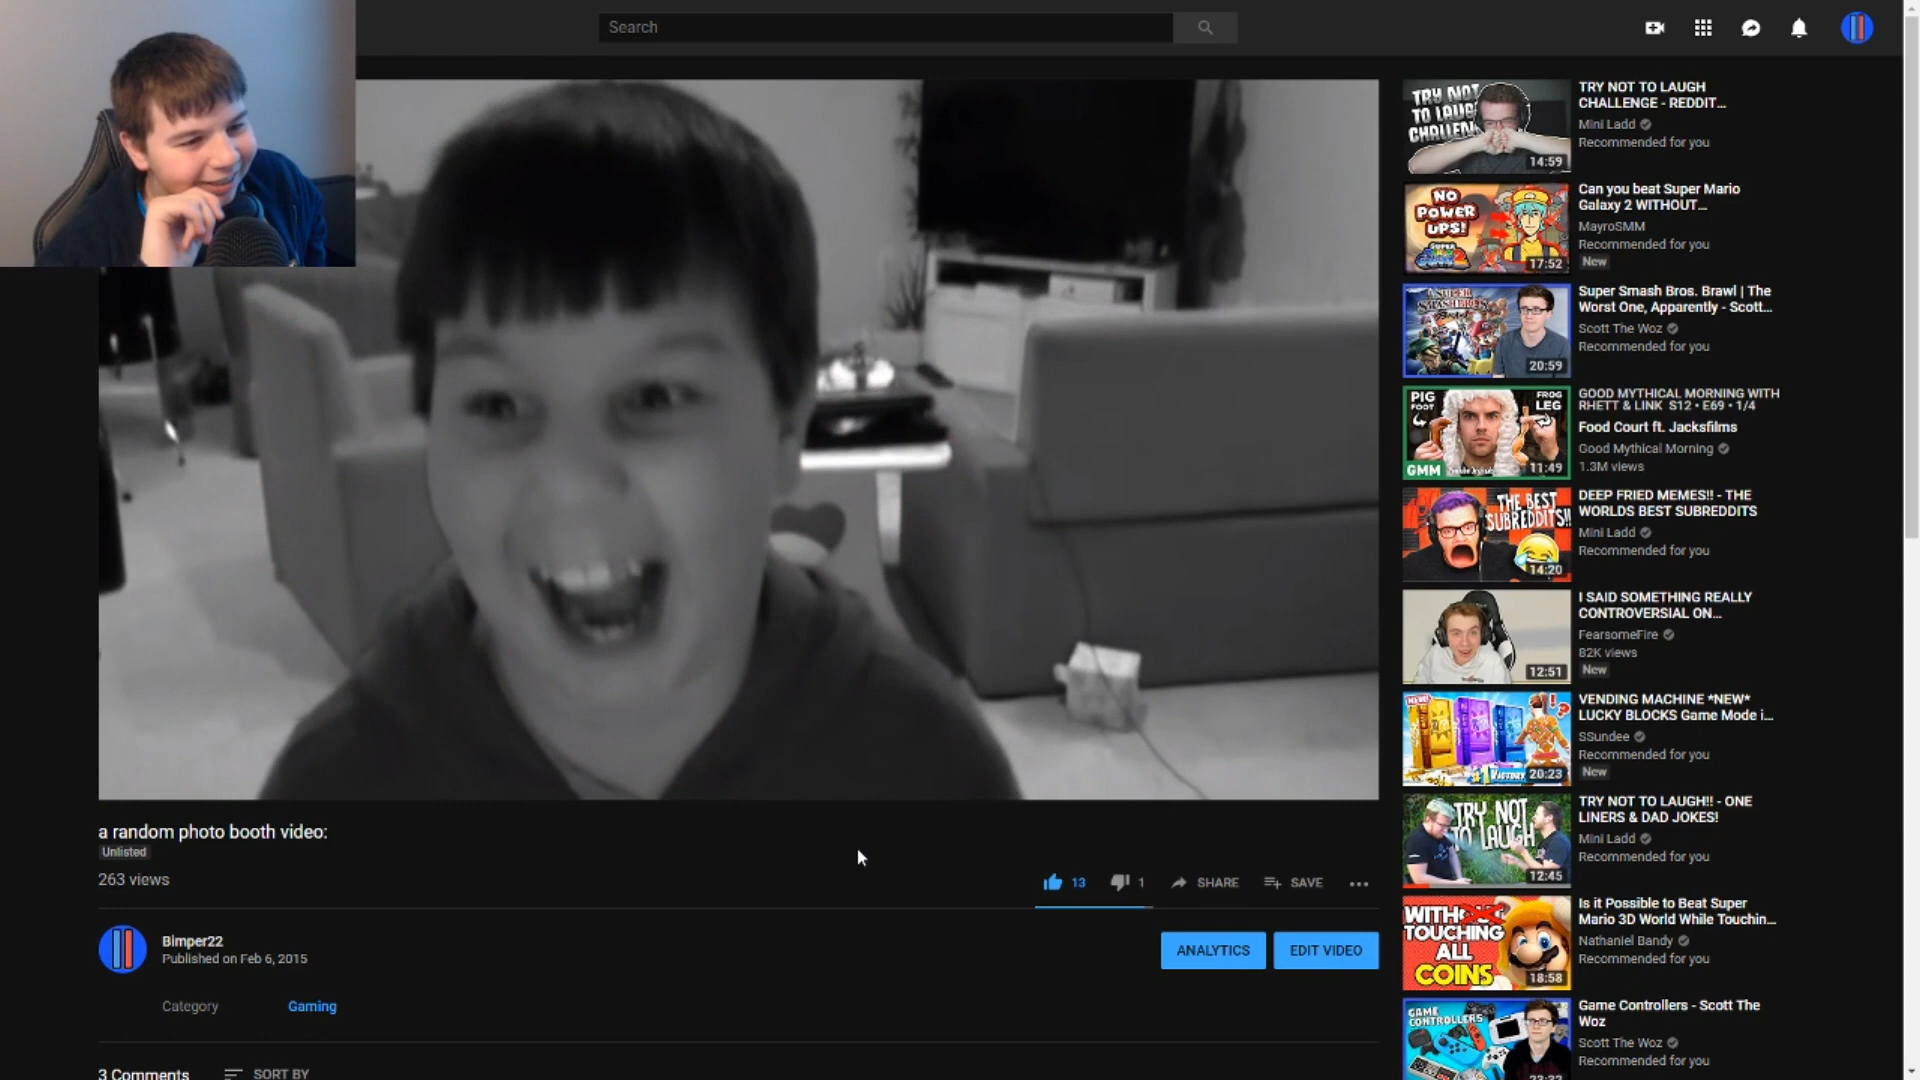 Search
a random photo booth video:
Unlisted
263 views
13
1
SHARE
SAVE
Bimper22
Published on Feb 6, 2015
ANALYTICS
EDIT VIDEO
Category
Gaming
3 Comments
SORT BY
TRY NOT
TO LAUGH
CHALLEN
14:59
TRY NOT TO LAUGH
CHALLENGE - REDDIT...
Mini Ladd
Recommended for you
NO
POWER
UPS!
17:52
Can you beat Super Mario
Galaxy 2 WITHOUT...
MayroSMM
Recommended for you
New
20:59
Super Smash Bros. Brawl | The
Worst One, Apparently - Scott...
Scott The Woz
Recommended for you
PIG
FOOT
FROG
LEG
GMM
11:49
GOOD MYTHICAL MORNING WITH
RHETT & LINK S12 • E69 • 1/4
Food Court ft. Jacksfilms
Good Mythical Morning
1.3M views
THE BEST
SUBREDDITS!!
14:20
DEEP FRIED MEMES!! - THE
WORLDS BEST SUBREDDITS
Mini Ladd
Recommended for you
12:51
I SAID SOMETHING REALLY
CONTROVERSIAL ON...
FearsomeFire
82K views
New
20:23
VENDING MACHINE *NEW*
LUCKY BLOCKS Game Mode i...
SSundee
Recommended for you
New
TRY NOT
TO LAUGH
12:45
TRY NOT TO LAUGH!! - ONE
LINERS & DAD JOKES!
Mini Ladd
Recommended for you
WITHOUT
TOUCHING
ALL
COINS
18:58
Is it Possible to Beat Super
Mario 3D World While Touchin...
Nathaniel Bandy
Recommended for you
GAME
CONTROLLERS
Game Controllers - Scott The
Woz
Scott The Woz
Recommended for you